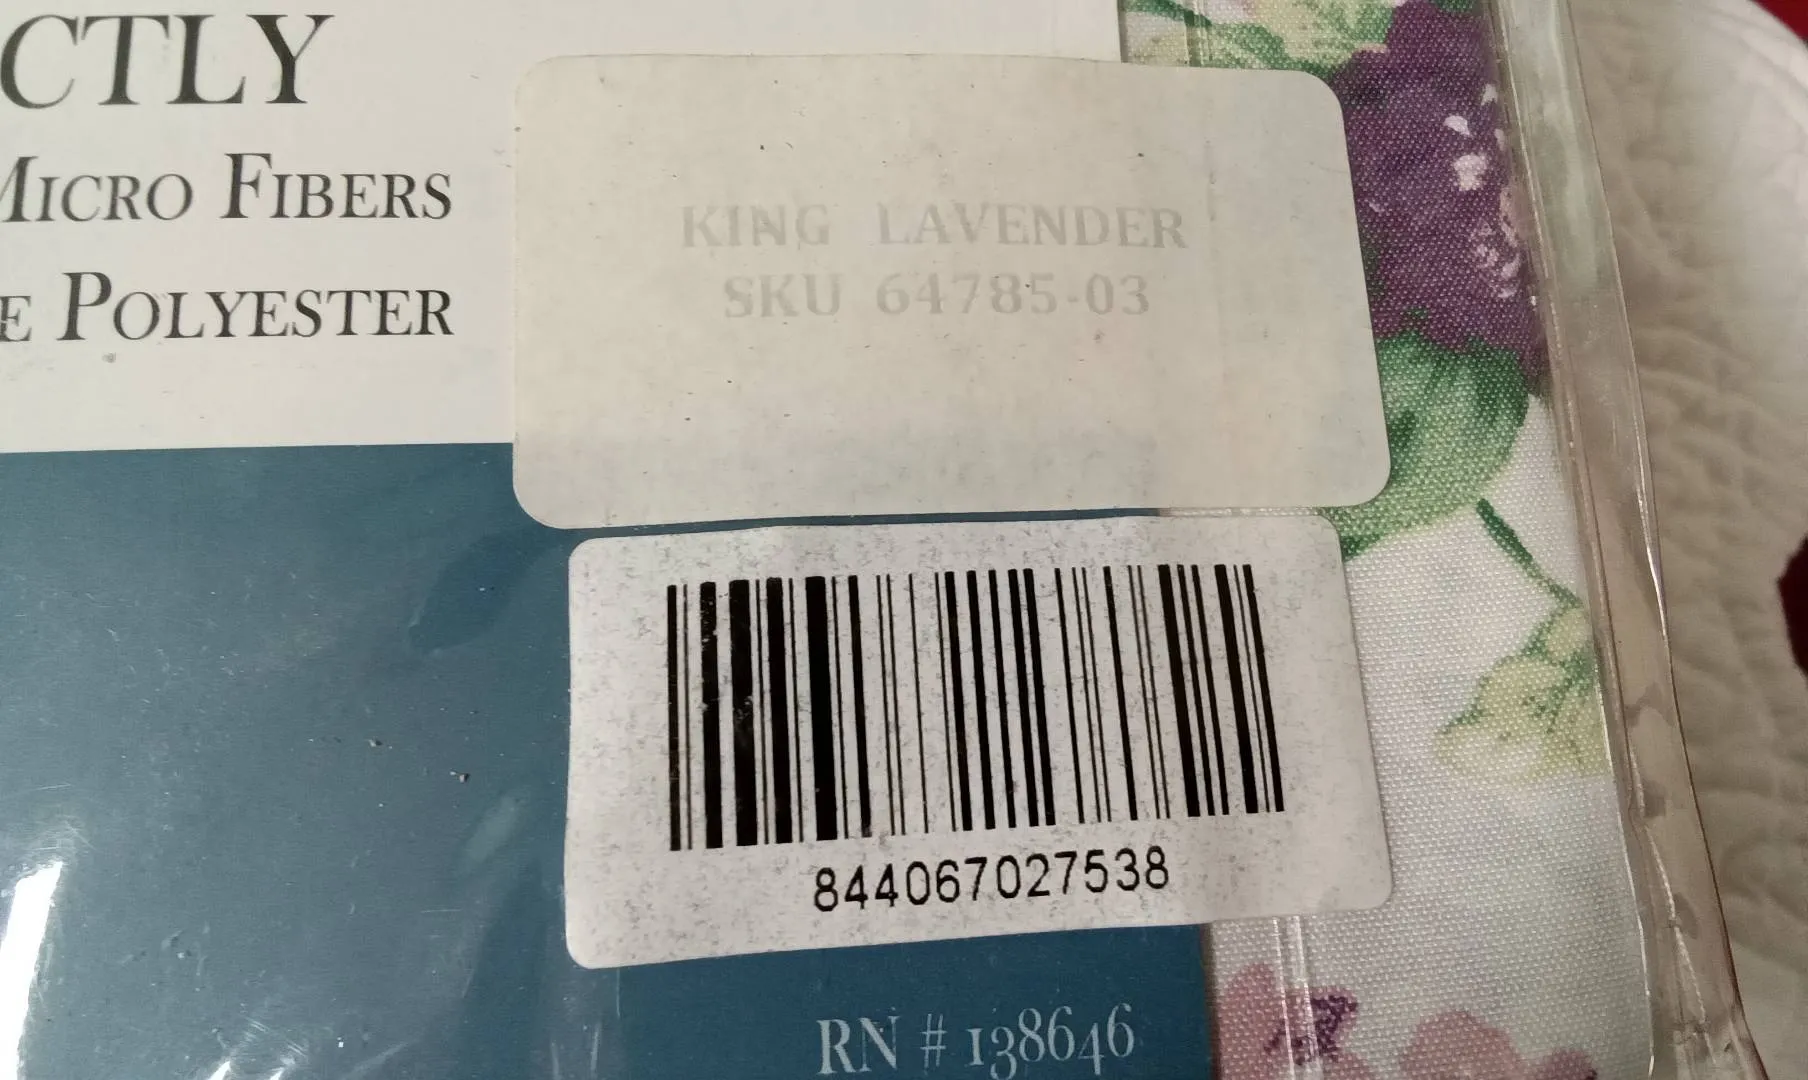 CTLY
MICRO FIBERS
E POLYESTER
KING LAVENDER
SKU 64785-03
844067027538
RN # 138646